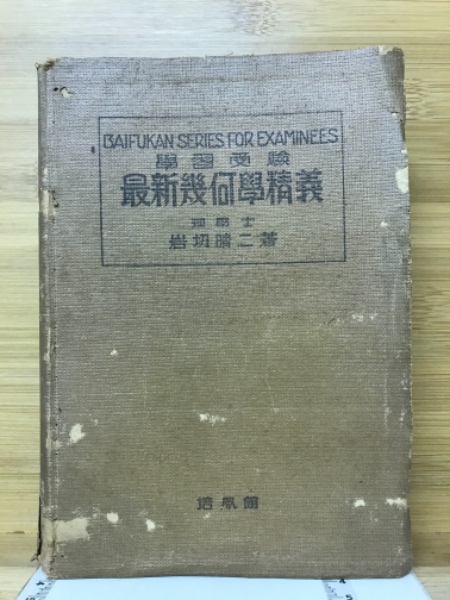 BAIFUKAN SERIES FOR EXAMINEES
學習受驗
最新幾何學精義
理學士
岩切晴二著
培風館